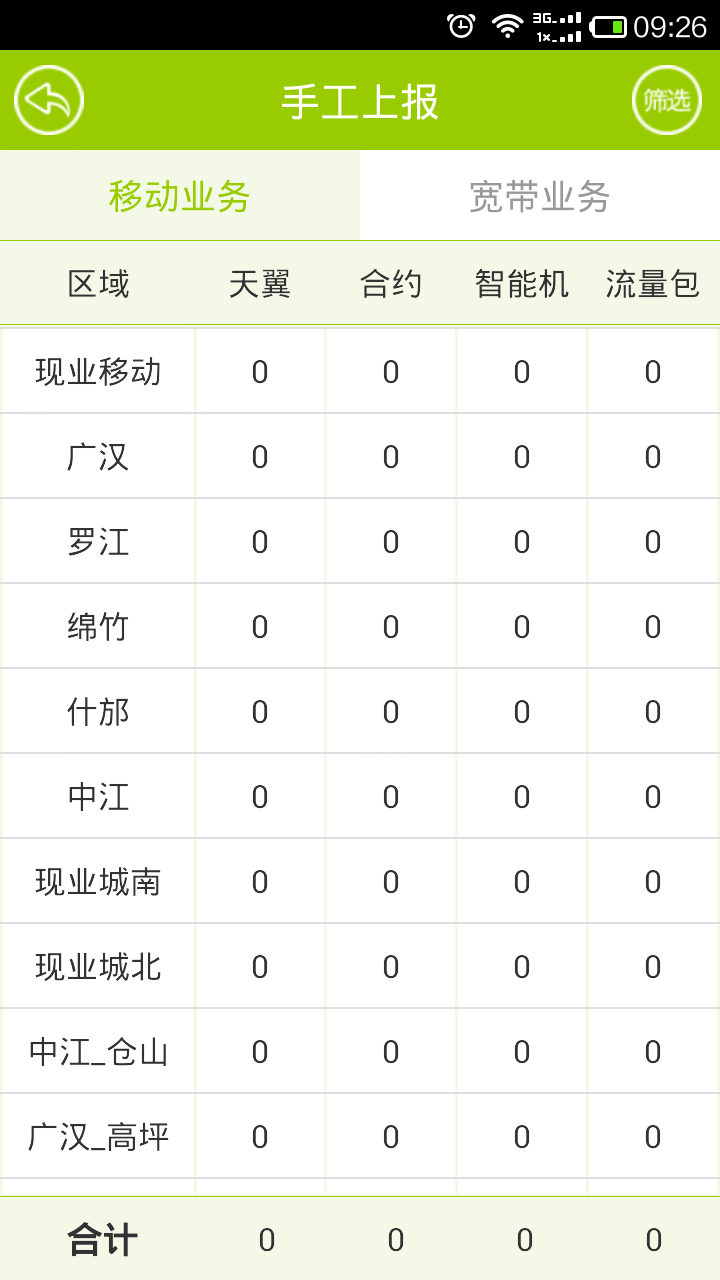 3G 1X 09:26
手工上报 筛选
移动业务 宽带业务
区域 天翼 合约 智能机 流量包
现业移动 0 0 0 0
广汉 0 0 0 0
罗江 0 0 0 0
绵竹 0 0 0 0
什邡 0 0 0 0
中江 0 0 0 0
现业城南 0 0 0 0
现业城北 0 0 0 0
中江_仓山 0 0 0 0
广汉_高坪 0 0 0 0
合计 0 0 0 0